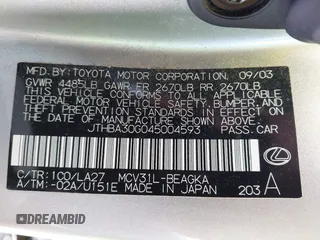 MFD. BY TOYOTA MOTOR CORPORATION. 09/03
GVWR 4485LB GAWR FR 2670LB RR 2670LB
THIS VEHICLE CONFORMS TO ALL APPLICABLE
FEDERAL MOTOR VEHICLE SAFETY, BUMPER, AND
THEFT PREVENTION STANDARDS IN EFFECT ON
THE DATE OF MANUFACTURE SHOWN ABOVE.
JTHBA30G045004593 PASS.CAR
C/TR: 1C0/LA27 MCV31L-BEAGKA
A/TM: -02A/U151E MADE IN JAPAN
203 A
DREAMBID